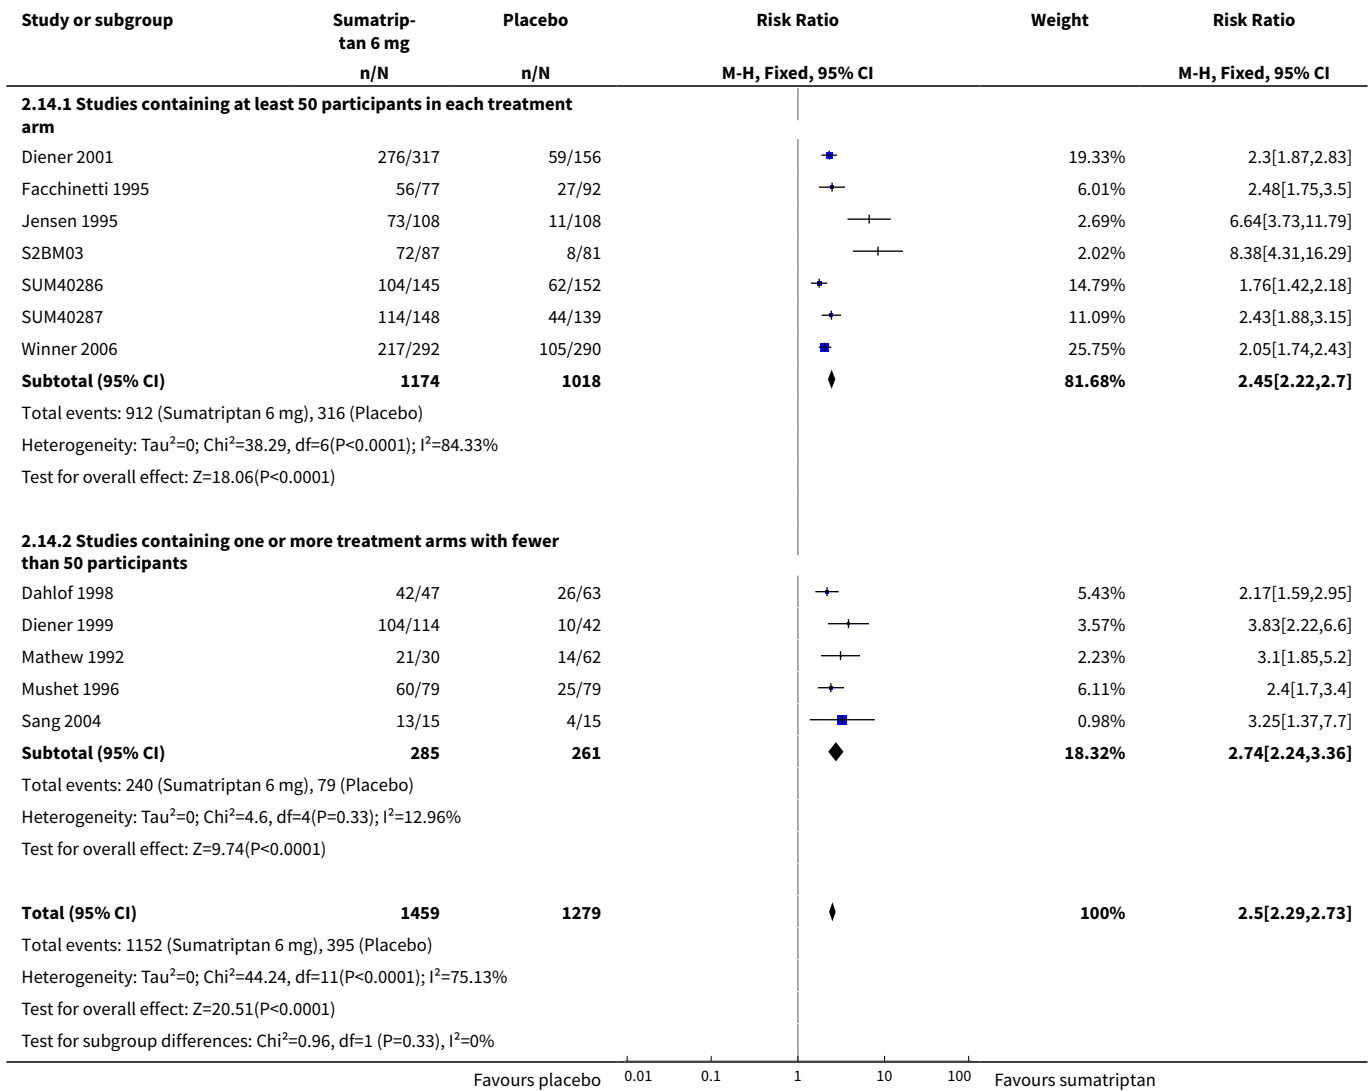 Study or subgroup Sumatrip- Placebo Risk Ratio Weight Risk Ratio
tan 6 mg
n/N n/N M-H, Fixed, 95% CI M-H, Fixed, 95% CI
2.14.1 Studies containing at least 50 participants in each treatment
arm
Diener 2001 276/317 59/156 19.33% 2.3[1.87,2.83]
Facchinetti 1995 56/77 27/92 6.01% 2.48[1.75,3.5]
Jensen 1995 73/108 11/108 2.69% 6.64[3.73,11.79]
S2BM03 72/87 8/81 2.02% 8.38[4.31,16.29]
SUM40286 104/145 62/152 14.79% 1.76[1.42,2.18]
SUM40287 114/148 44/139 11.09% 2.43[1.88,3.15]
Winner 2006 217/292 105/290 25.75% 2.05[1.74,2.43]
Subtotal (95% CI) 1174 1018 81.68% 2.45[2.22,2.7]
Total events: 912 (Sumatriptan 6 mg), 316 (Placebo)
Heterogeneity: Tau²=0; Chi²=38.29, df=6(P<0.0001); I²=84.33%
Test for overall effect: Z=18.06(P<0.0001)
2.14.2 Studies containing one or more treatment arms with fewer
than 50 participants
Dahlof 1998 42/47 26/63 5.43% 2.17[1.59,2.95]
Diener 1999 104/114 10/42 3.57% 3.83[2.22,6.6]
Mathew 1992 21/30 14/62 2.23% 3.1[1.85,5.2]
Mushet 1996 60/79 25/79 6.11% 2.4[1.7,3.4]
Sang 2004 13/15 4/15 0.98% 3.25[1.37,7.7]
Subtotal (95% CI) 285 261 18.32% 2.74[2.24,3.36]
Total events: 240 (Sumatriptan 6 mg), 79 (Placebo)
Heterogeneity: Tau²=0; Chi²=4.6, df=4(P=0.33); I²=12.96%
Test for overall effect: Z=9.74(P<0.0001)
Total (95% CI) 1459 1279 100% 2.5[2.29,2.73]
Total events: 1152 (Sumatriptan 6 mg), 395 (Placebo)
Heterogeneity: Tau²=0; Chi²=44.24, df=11(P<0.0001); I²=75.13%
Test for overall effect: Z=20.51(P<0.0001)
Test for subgroup differences: Chi²=0.96, df=1 (P=0.33), I²=0%
Favours placebo 0.01 0.1 1 10 100 Favours sumatriptan